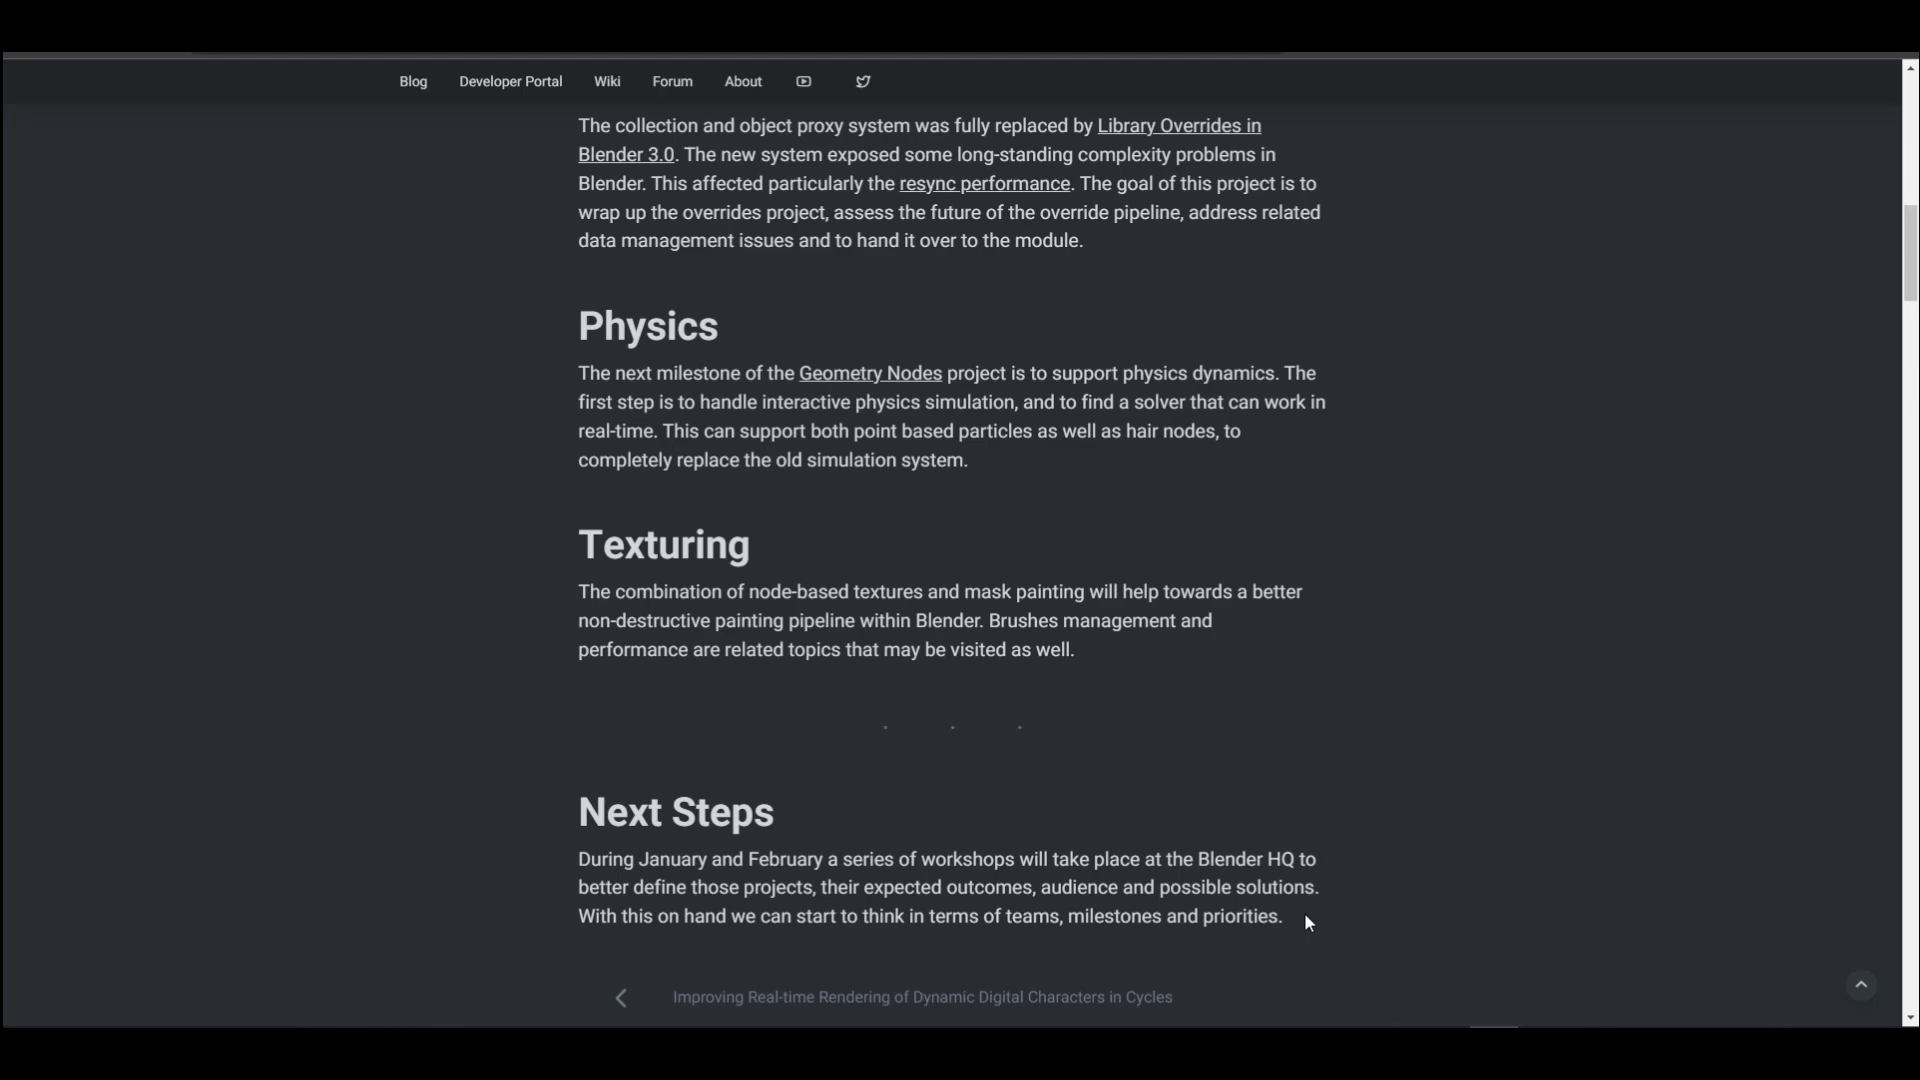 Blog Developer Portal Wiki Forum About
The collection and object proxy system was fully replaced by Library Overrides in
Blender 3.0. The new system exposed some long-standing complexity problems in
Blender. This affected particularly the resync performance. The goal of this project is to
wrap up the overrides project, assess the future of the override pipeline, address related
data management issues and to hand it over to the module.
Physics
The next milestone of the Geometry Nodes project is to support physics dynamics. The
first step is to handle interactive physics simulation, and to find a solver that can work in
real-time. This can support both point based particles as well as hair nodes, to
completely replace the old simulation system.
Texturing
The combination of node-based textures and mask painting will help towards a better
non-destructive painting pipeline within Blender. Brushes management and
performance are related topics that may be visited as well.
. . .
Next Steps
During January and February a series of workshops will take place at the Blender HQ to
better define those projects, their expected outcomes, audience and possible solutions.
With this on hand we can start to think in terms of teams, milestones and priorities.
Improving Real-time Rendering of Dynamic Digital Characters in Cycles